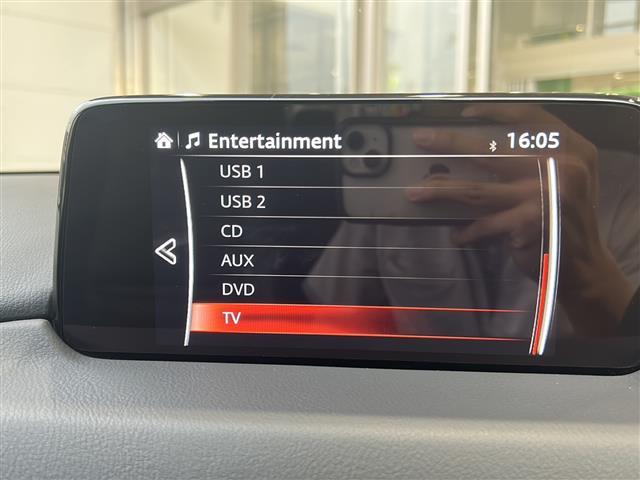 Entertainment 16:05
USB 1
USB 2
CD
AUX
DVD
TV